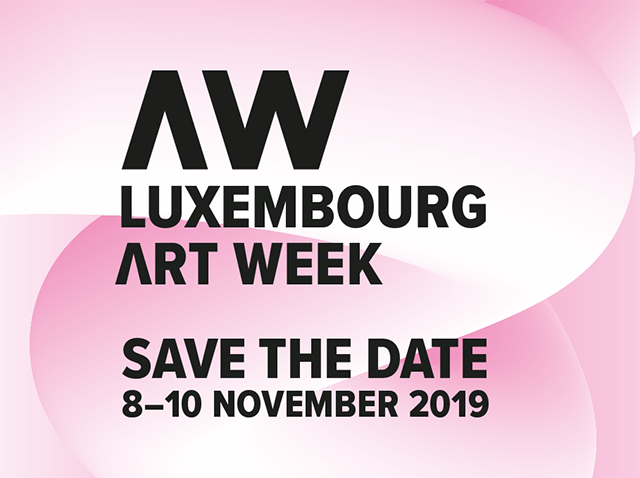 AW
LUXEMBOURG
ART WEEK
SAVE THE DATE
8–10 NOVEMBER 2019